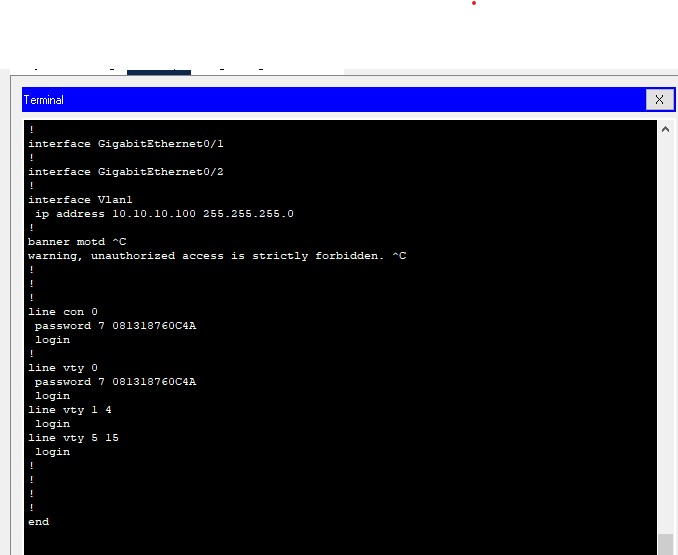 Terminal
X
!
interface GigabitEthernet0/1
!
interface GigabitEthernet0/2
!
interface Vlan1
 ip address 10.10.10.100 255.255.255.0
!
banner motd ^C
warning, unauthorized access is strictly forbidden. ^C
!
!
!
line con 0
 password 7 081318760C4A
 login
!
line vty 0
 password 7 081318760C4A
 login
line vty 1 4
 login
line vty 5 15
 login
!
!
!
!
end